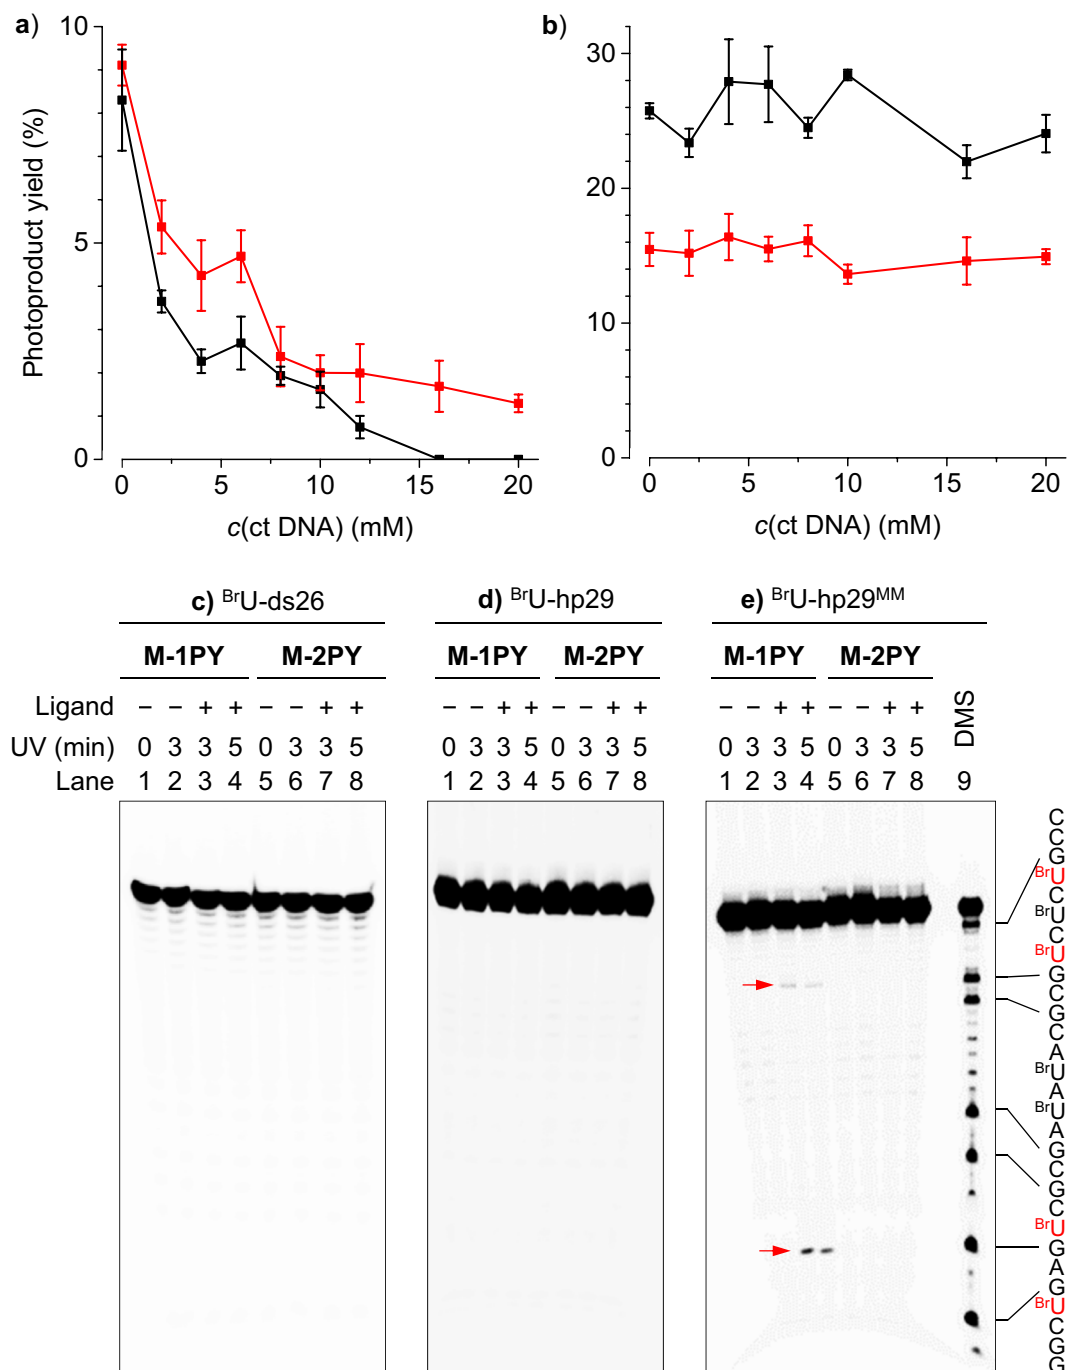 a)
10
5
0
Photoproduct yield (%)
0 5 10 15 20
c(ct DNA) (mM)
b)
30
20
10
0
0 5 10 15 20
c(ct DNA) (mM)
c) BrU-ds26
M-1PY M-2PY
Ligand − − + + − − + +
UV (min) 0 3 3 5 0 3 3 5
Lane 1 2 3 4 5 6 7 8
d) BrU-hp29
M-1PY M-2PY
− − + + − − + +
0 3 3 5 0 3 3 5
1 2 3 4 5 6 7 8
e) BrU-hp29MM
M-1PY M-2PY
− − + + − − + +
0 3 3 5 0 3 3 5
1 2 3 4 5 6 7 8 9
DMS
C
C
G
BrU
C
BrU
C
BrU
G
C
G
C
A
BrU
A
BrU
A
G
C
G
C
BrU
G
A
G
BrU
C
G
G